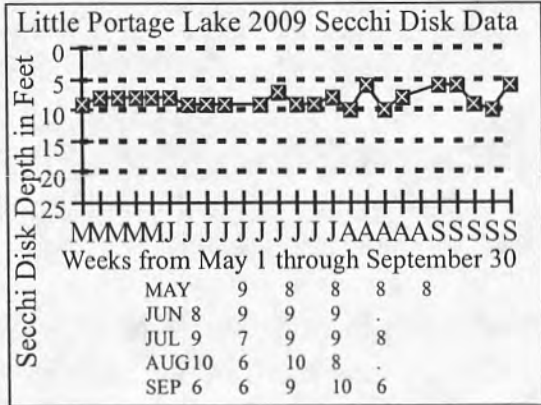 Little Portage Lake 2009 Secchi Disk Data
Secchi Disk Depth in Feet
0
5
10
15
20
25
MMMMMJ J J J J J J J AAAAASSSSS
Weeks from May 1 through September 30
MAY 9 8 8 8 8
JUN 8 9 9 9 .
JUL 9 7 9 9 8
AUG10 6 10 8 .
SEP 6 6 9 10 6